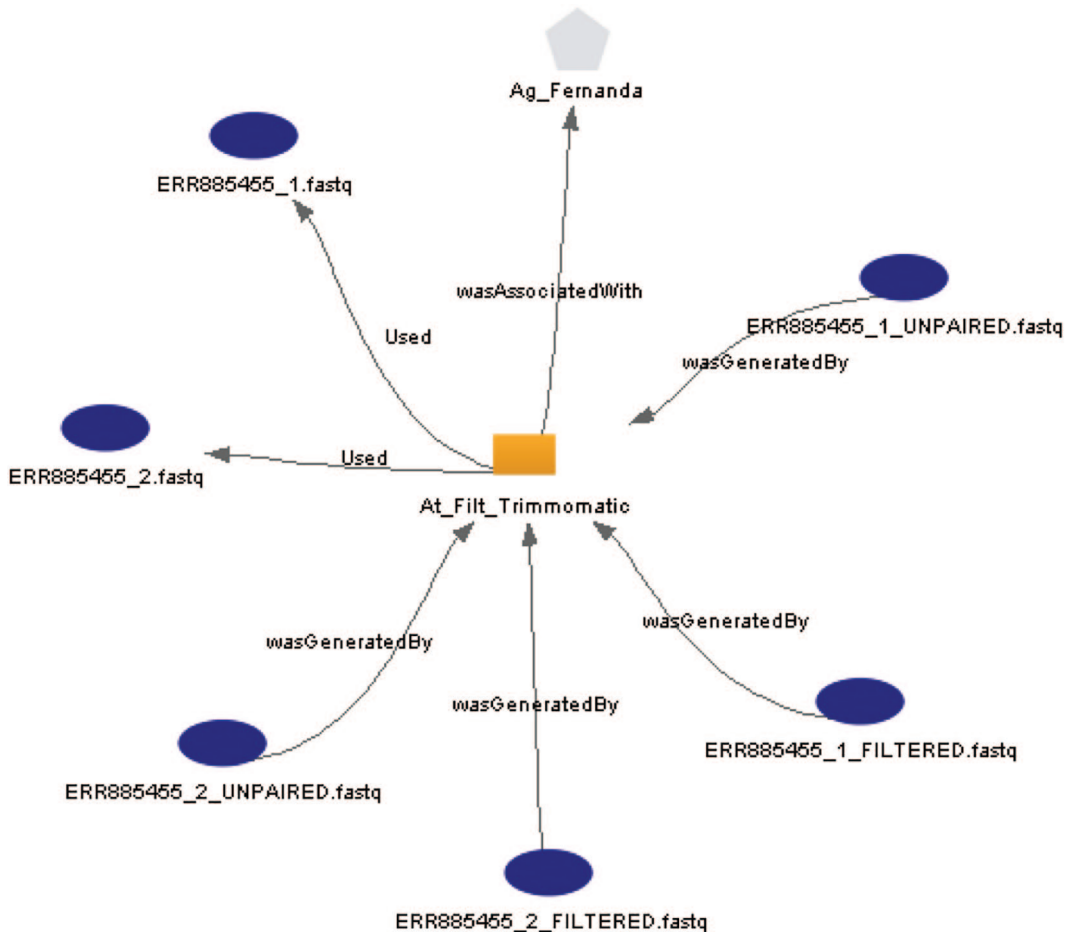 Ag_Fernanda
ERR885455_1.fastq
wasAssociatedWith
ERR885455_1_UNPAIRED.fastq
Used
wasGeneratedBy
Used
ERR885455_2.fastq
At_Filt_Trimmomatic
wasGeneratedBy
wasGeneratedBy
wasGeneratedBy
ERR885455_1_FILTERED.fastq
ERR885455_2_UNPAIRED.fastq
ERR885455_2_FILTERED.fastq